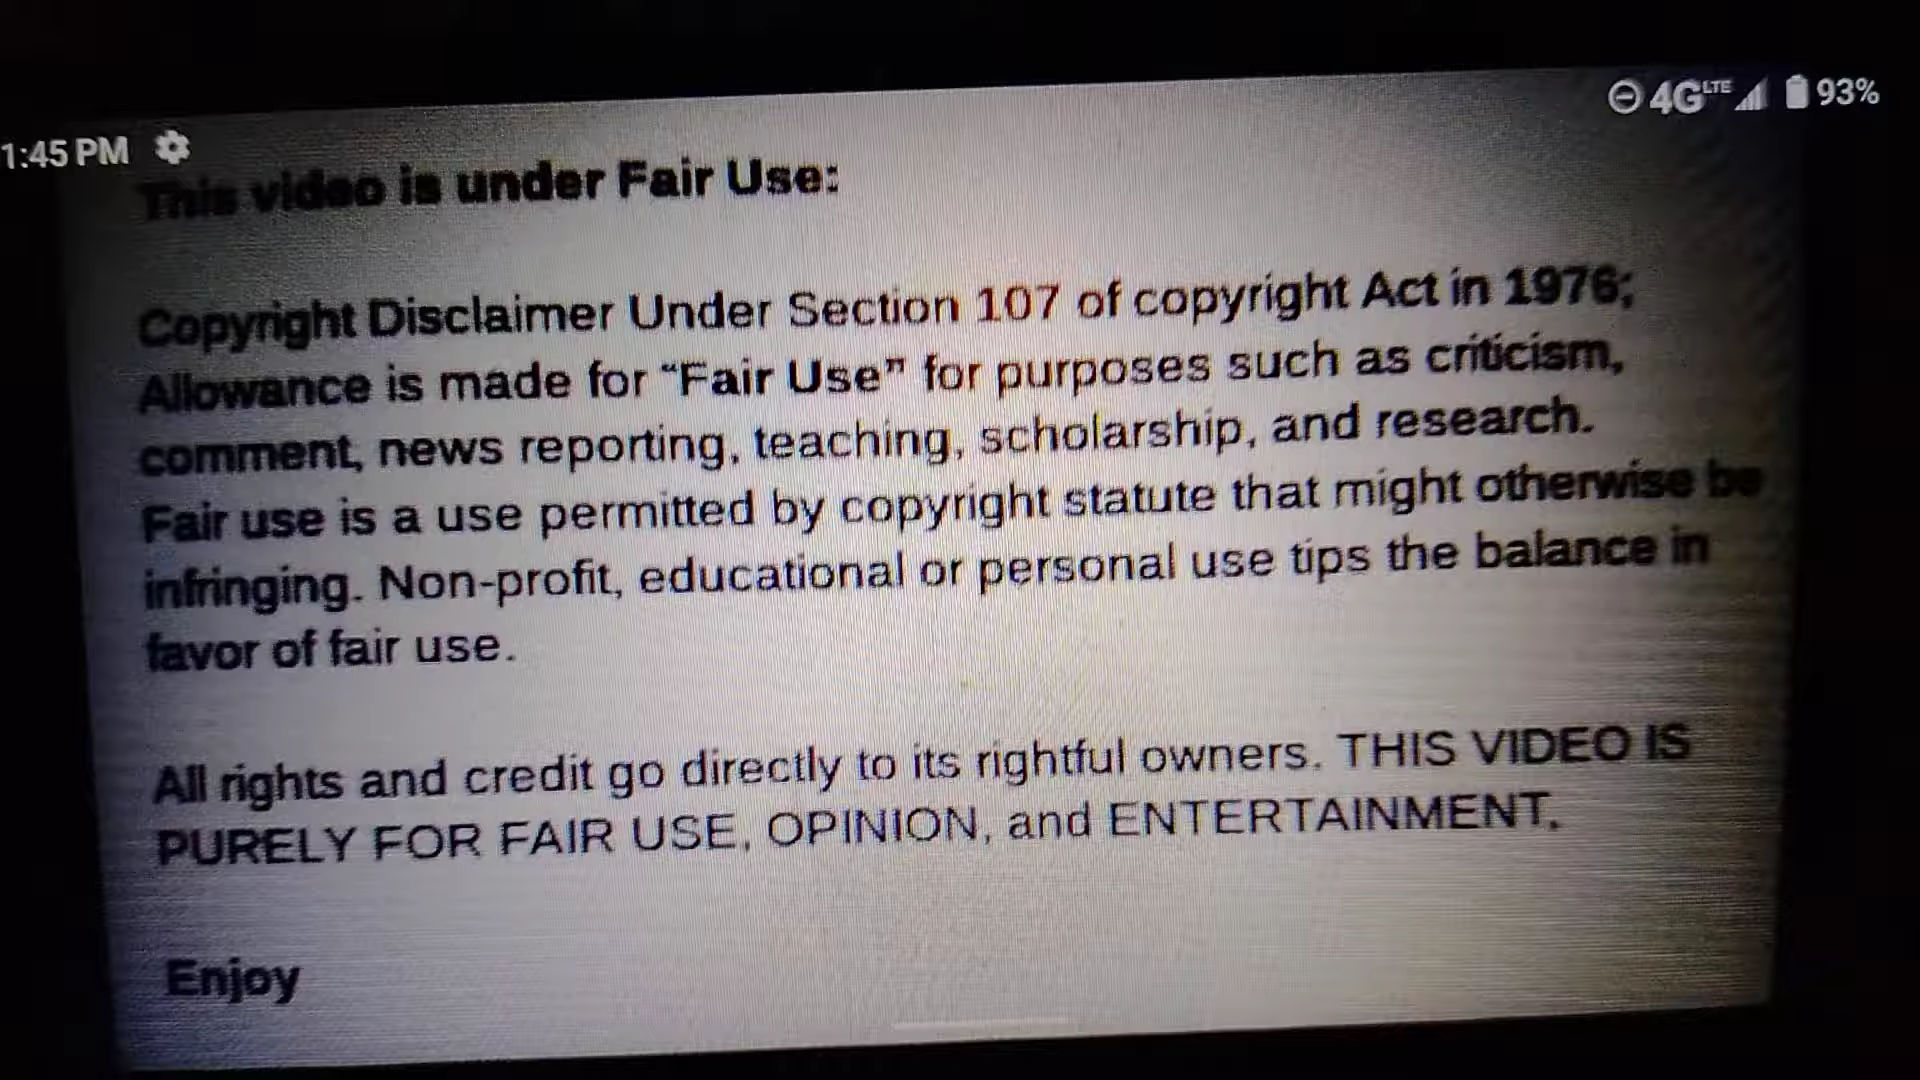 1:45 PM
4G LTE 93%
This video is under Fair Use:
Copyright Disclaimer Under Section 107 of copyright Act in 1976;
Allowance is made for “Fair Use” for purposes such as criticism,
comment, news reporting, teaching, scholarship, and research.
Fair use is a use permitted by copyright statute that might otherwise be
infringing. Non-profit, educational or personal use tips the balance in
favor of fair use.
All rights and credit go directly to its rightful owners. THIS VIDEO IS
PURELY FOR FAIR USE, OPINION, and ENTERTAINMENT.
Enjoy